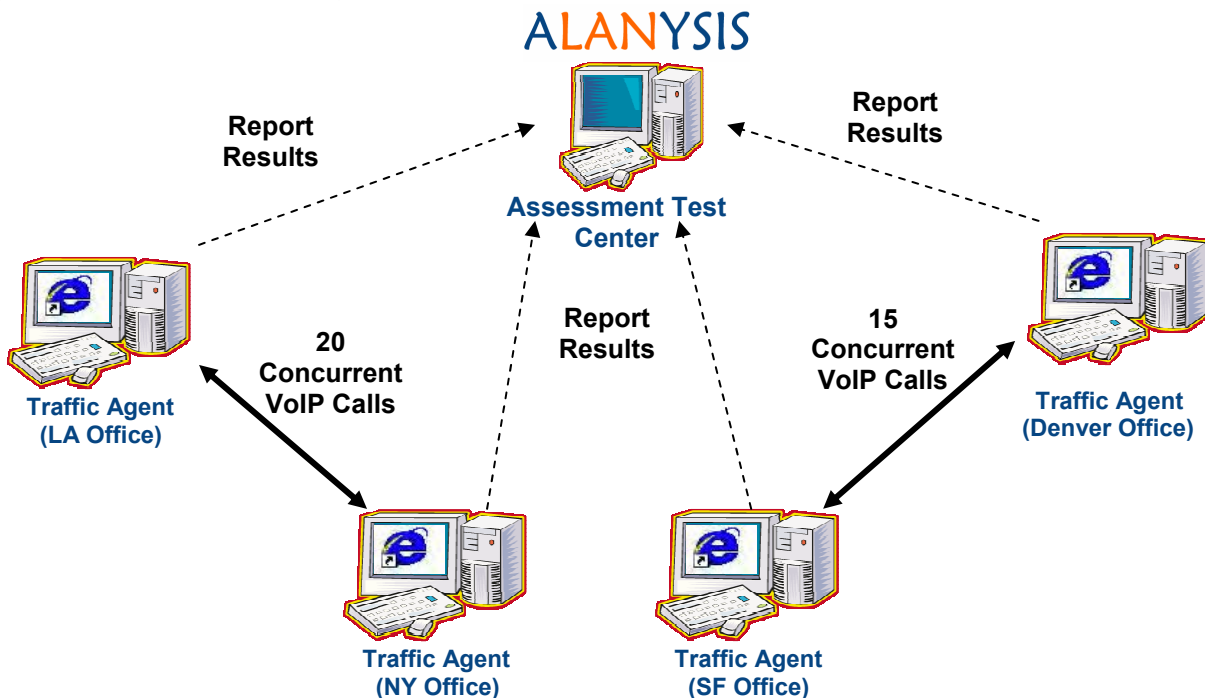 ALANYSIS
Report
Results
Report
Results
Assessment Test
Center
Report
Results
20
Concurrent
VoIP Calls
15
Concurrent
VoIP Calls
Traffic Agent
(LA Office)
Traffic Agent
(Denver Office)
Traffic Agent
(NY Office)
Traffic Agent
(SF Office)